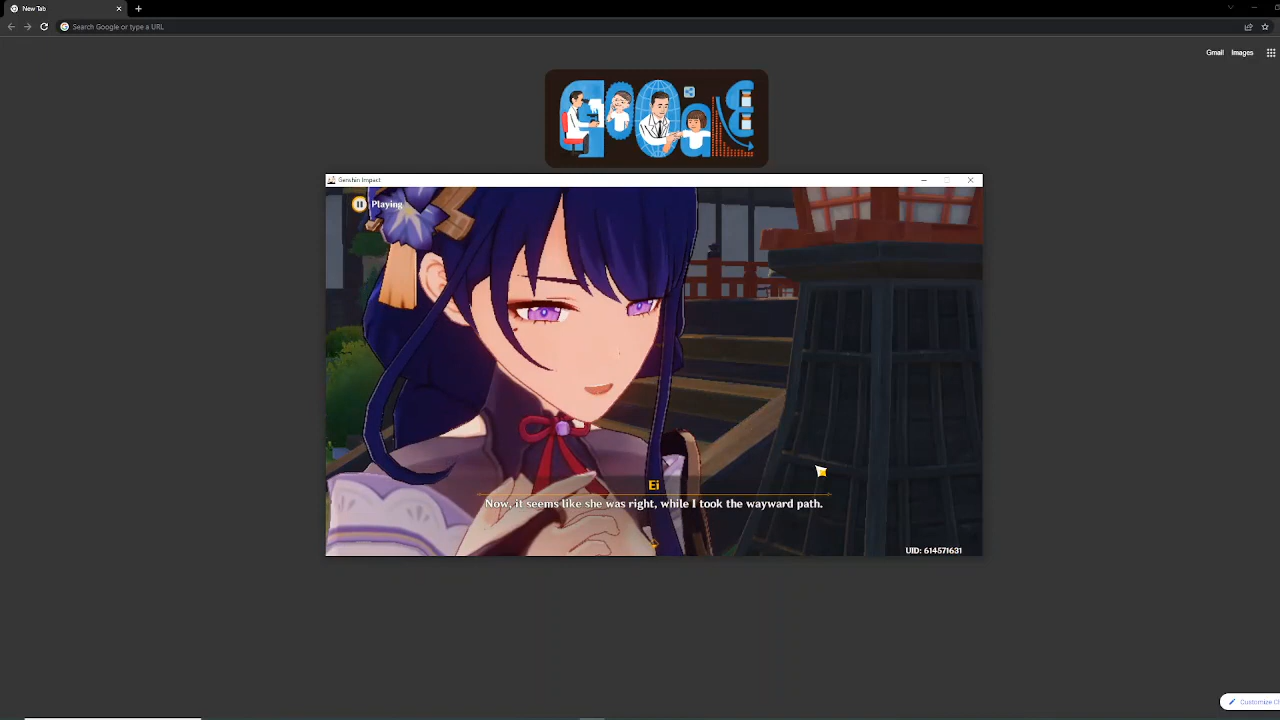 New Tab
Search Google or type a URL
Gmail Images
Genshin Impact
Playing
Ei
Now, it seems like she was right, while I took the wayward path.
UID: 614571631
Customize C